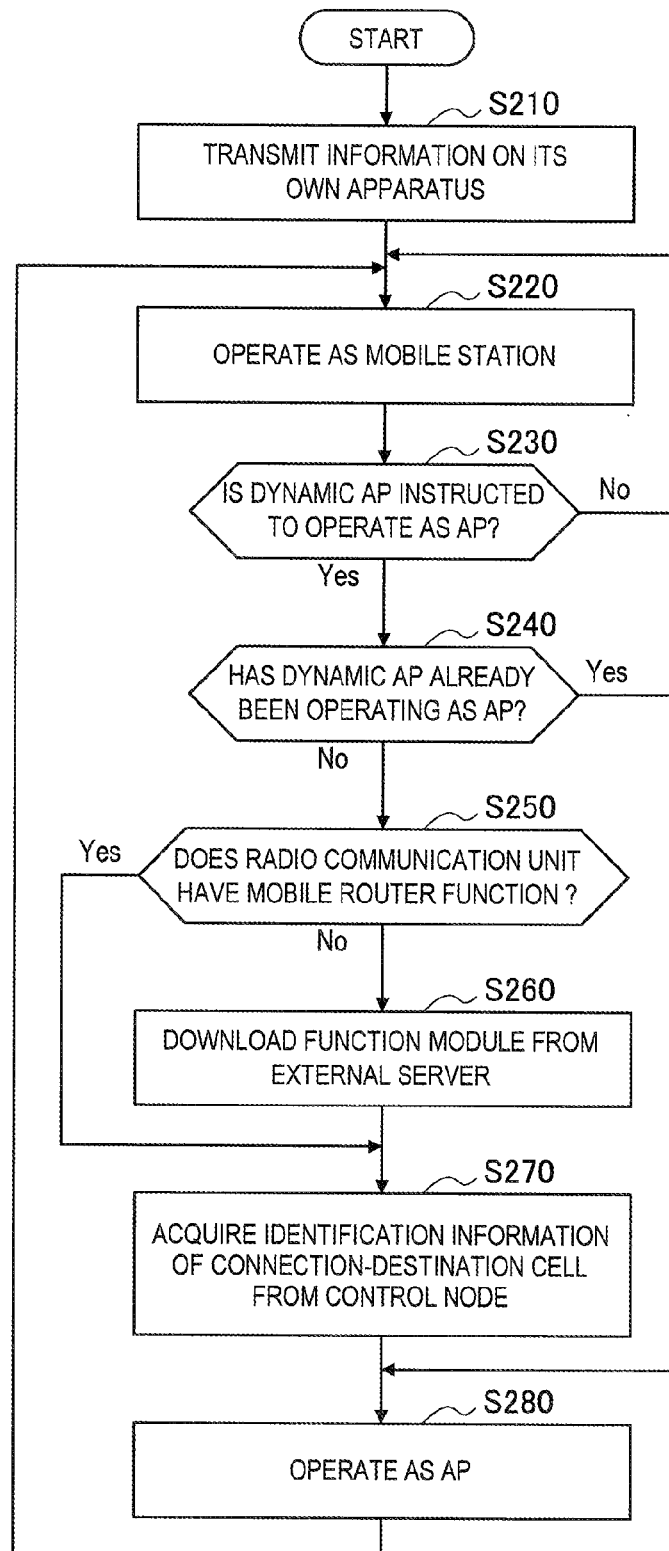 START
S210
TRANSMIT INFORMATION ON ITS
OWN APPARATUS
S220
OPERATE AS MOBILE STATION
S230
IS DYNAMIC AP INSTRUCTED
TO OPERATE AS AP?
No
Yes
S240
HAS DYNAMIC AP ALREADY
BEEN OPERATING AS AP?
Yes
No
S250
Yes
DOES RADIO COMMUNICATION UNIT
HAVE MOBILE ROUTER FUNCTION ?
No
S260
DOWNLOAD FUNCTION MODULE FROM
EXTERNAL SERVER
S270
ACQUIRE IDENTIFICATION INFORMATION
OF CONNECTION-DESTINATION CELL
FROM CONTROL NODE
S280
OPERATE AS AP